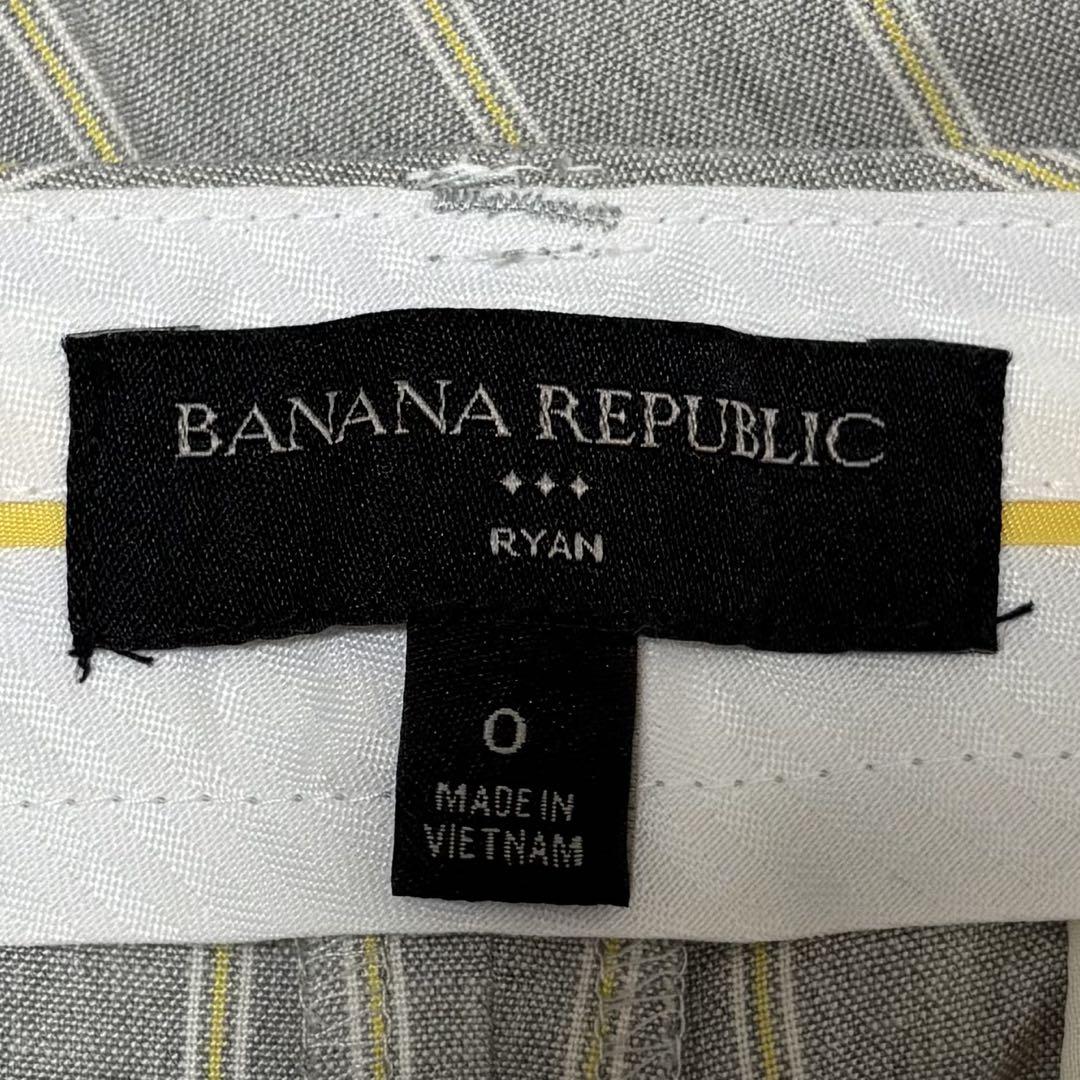 BANANA REPUBLIC
RYAN
0
MADE IN
VIETNAM